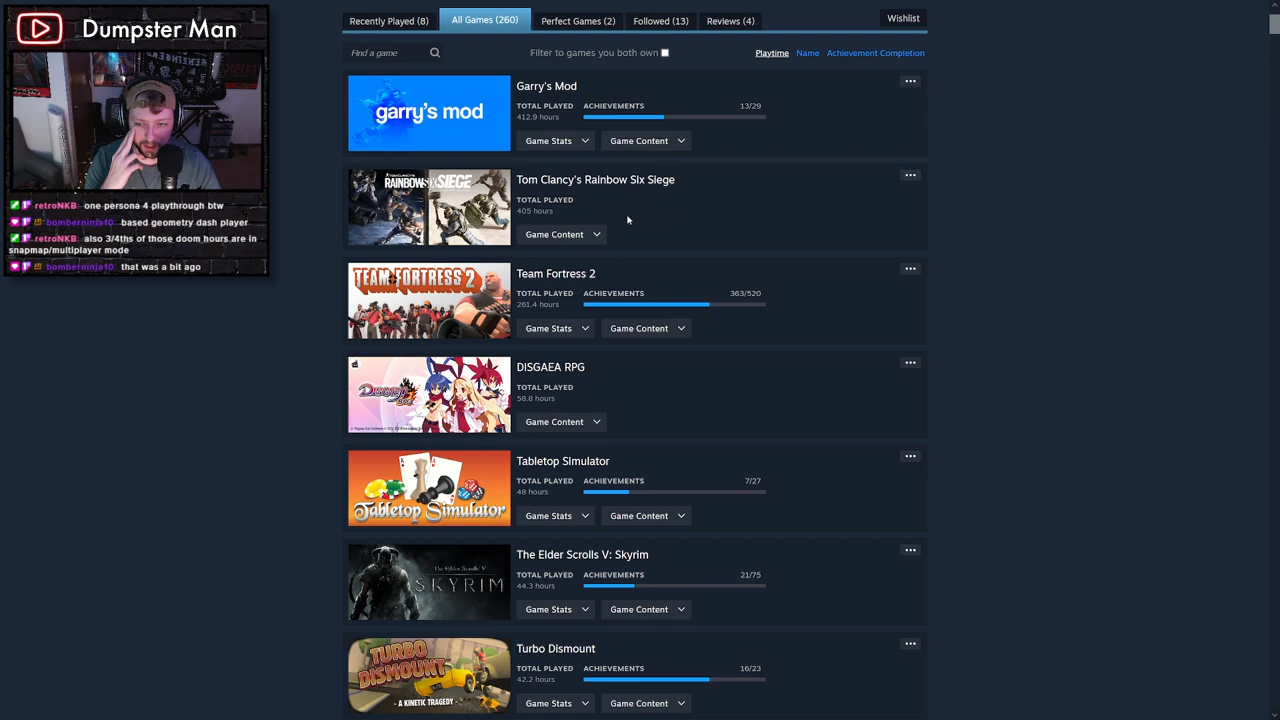 Dumpster Man
retroNKB: one persona 4 playthrough btw
bomberninja10: based geometry dash player
retroNKB: also 3/4ths of those doom hours are in
snapmap/multiplayer mode
bomberninja10: that was a bit ago
Recently Played (8)
All Games (260)
Perfect Games (2)
Followed (13)
Reviews (4)
Wishlist
Find a game
Filter to games you both own
Playtime
Name
Achievement Completion
garry's mod
Garry's Mod
TOTAL PLAYED
ACHIEVEMENTS
13/29
412.9 hours
Game Stats
Game Content
TOM CLANCY'S
RAINBOW SIX SIEGE
Tom Clancy's Rainbow Six Siege
TOTAL PLAYED
405 hours
Game Content
TEAM FORTRESS 2
Team Fortress 2
TOTAL PLAYED
ACHIEVEMENTS
363/520
261.4 hours
Game Stats
Game Content
DISGAEA RPG
TOTAL PLAYED
58.8 hours
Game Content
Tabletop Simulator
Tabletop Simulator
TOTAL PLAYED
ACHIEVEMENTS
7/27
48 hours
Game Stats
Game Content
The Elder Scrolls V:
SKYRIM
The Elder Scrolls V: Skyrim
TOTAL PLAYED
ACHIEVEMENTS
21/75
44.3 hours
Game Stats
Game Content
TURBO
DISMOUNT
- A KINETIC TRAGEDY -
Turbo Dismount
TOTAL PLAYED
ACHIEVEMENTS
16/23
42.2 hours
Game Stats
Game Content